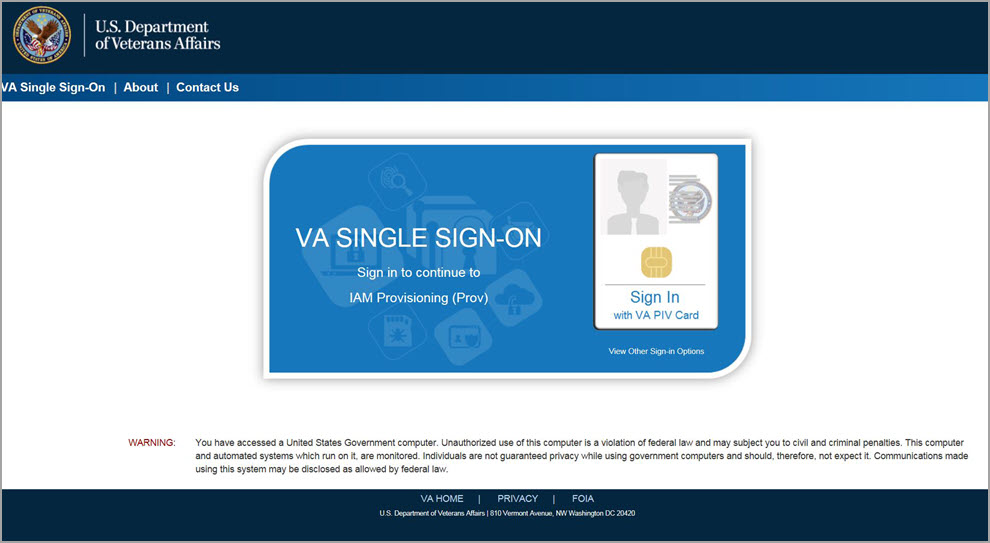 U.S. Department
of Veterans Affairs
VA Single Sign-On | About | Contact Us
VA SINGLE SIGN-ON
Sign in to continue to
IAM Provisioning (Prov)
Sign In
with VA PIV Card
View Other Sign-in Options
WARNING: You have accessed a United States Government computer. Unauthorized use of this computer is a violation of federal law and may subject you to civil and criminal penalties. This computer
and automated systems which run on it, are monitored. Individuals are not guaranteed privacy while using government computers and should, therefore, not expect it. Communications made
using this system may be disclosed as allowed by federal law.
VA HOME | PRIVACY | FOIA
U.S. Department of Veterans Affairs | 810 Vermont Avenue, NW Washington DC 20420